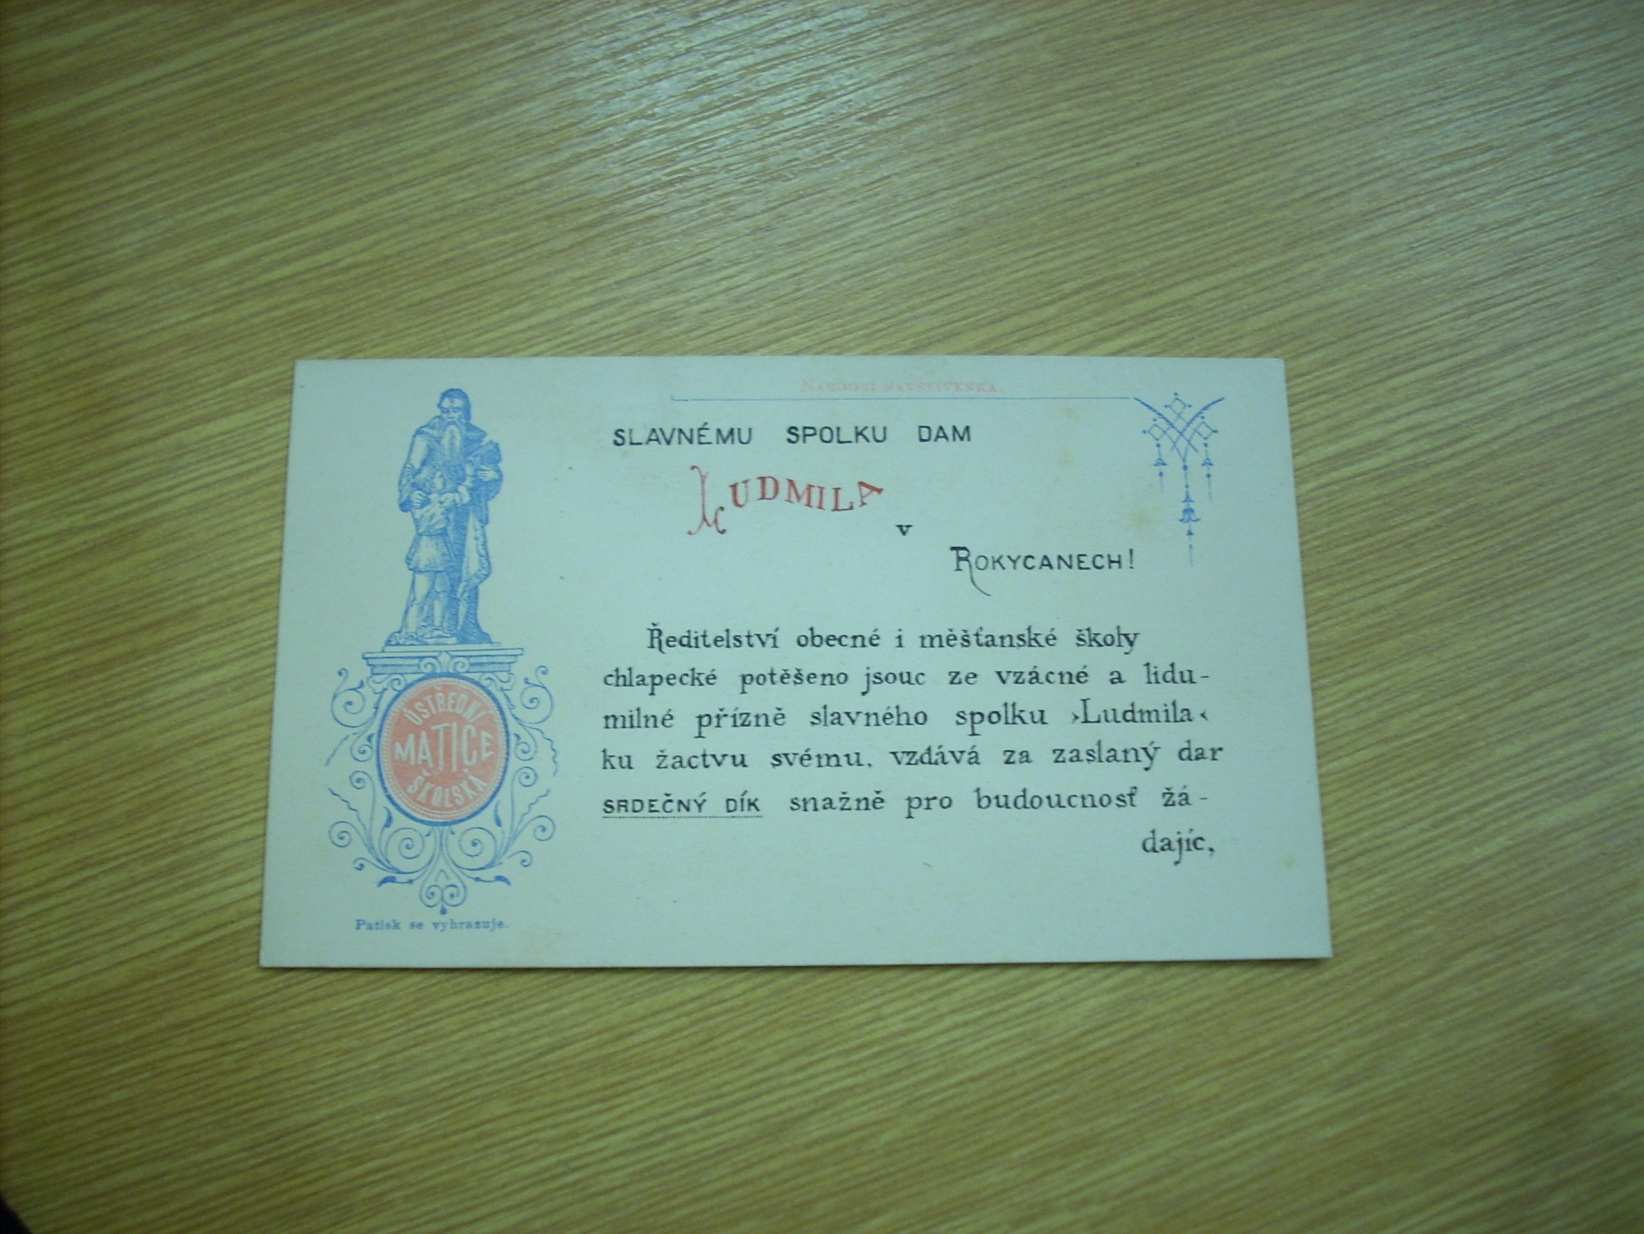 Národní navštívenka.
SLAVNÉMU SPOLKU DAM
LUDMILA
v
ROKYCANECH!
Ředitelství obecné i měšťanské školy
chlapecké potěšeno jsouc ze vzácné a lidu-
milné přízně slavného spolku ›Ludmila‹
ku žactvu svému, vzdává za zaslaný dar
SRDEČNÝ DÍK snažně pro budoucnosť žá-
dajíc,
ÚSTŘEDNÍ
MATICE
ŠKOLSKÁ
Patisk se vyhrazuje.